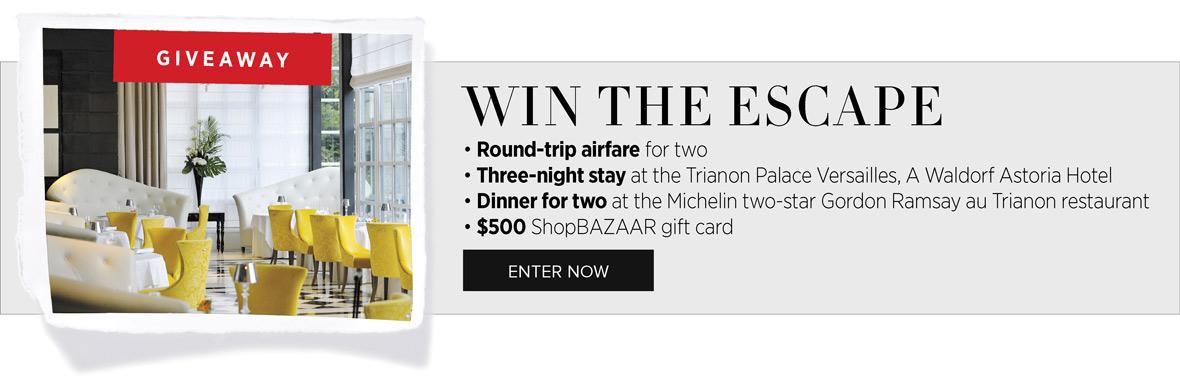 GIVEAWAY
WIN THE ESCAPE
• Round-trip airfare for two
• Three-night stay at the Trianon Palace Versailles, A Waldorf Astoria Hotel
• Dinner for two at the Michelin two-star Gordon Ramsay au Trianon restaurant
• $500 ShopBAZAAR gift card
ENTER NOW